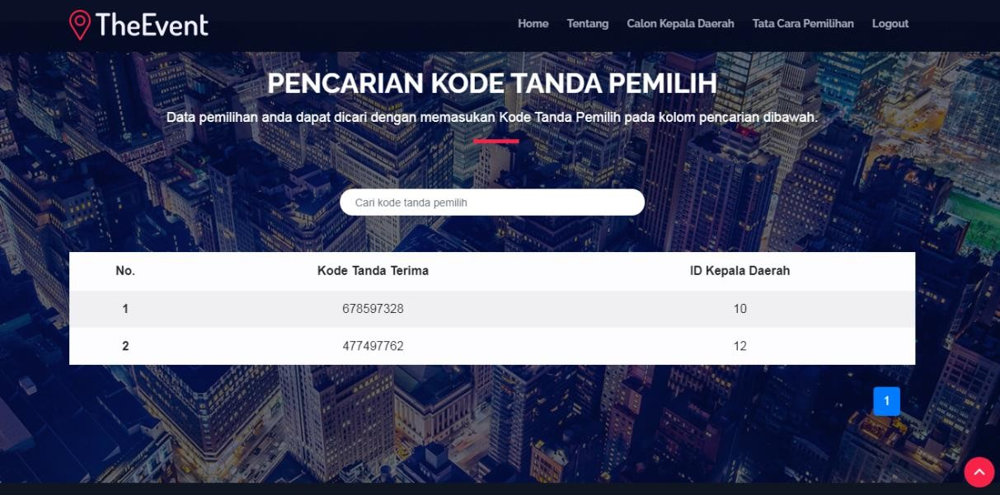 TheEvent
Home Tentang Calon Kepala Daerah Tata Cara Pemilihan Logout
PENCARIAN KODE TANDA PEMILIH
Data pemilihan anda dapat dicari dengan memasukan Kode Tanda Pemilih pada kolom pencarian dibawah.
Cari kode tanda pemilih
No. Kode Tanda Terima ID Kepala Daerah
1 678597328 10
2 477497762 12
1